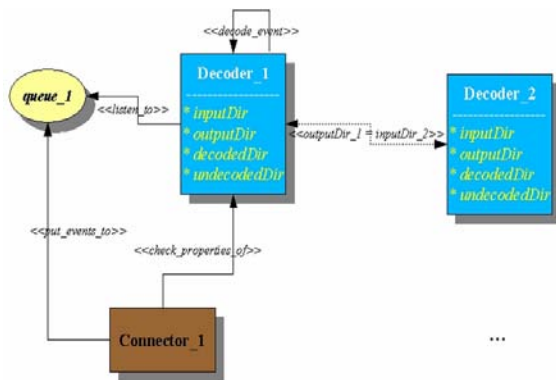 <<decode_event>>
queue_1
<<listen_to>>
Decoder_1
* inputDir
* outputDir
* decodedDir
* undecodedDir
<<outputDir_1 = inputDir_2>>
Decoder_2
* inputDir
* outputDir
* decodedDir
* undecodedDir
<<put_events_to>>
<<check_properties_of>>
Connector_1
...